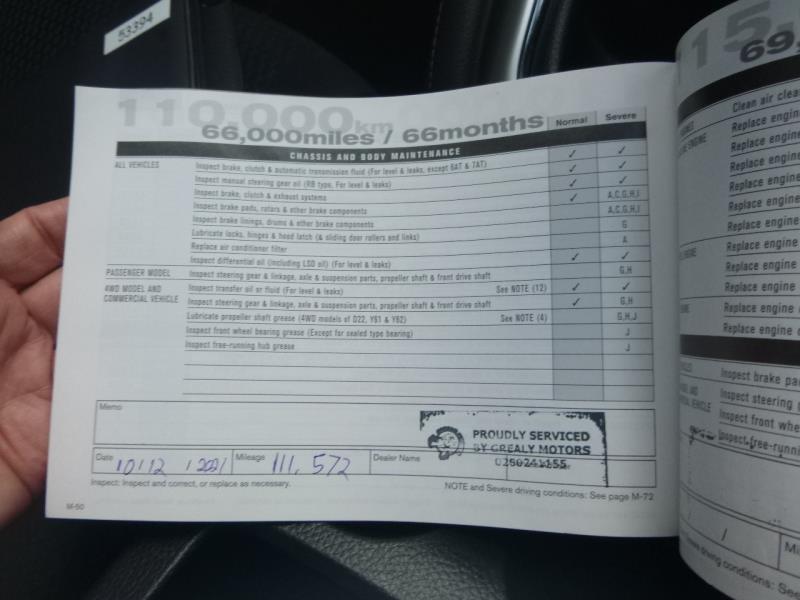 53394
110,000km
66,000miles / 66months
Normal Severe
CHASSIS AND BODY MAINTENANCE ✓ ✓
ALL VEHICLES Inspect brake, clutch & automatic transmission fluid (For level & leaks, except 6AT & 7AT) ✓ ✓
Inspect manual steering gear oil (RB type, For level & leaks) ✓ ✓
Inspect brake, clutch & exhaust systems ✓ A,C,G,H,I
Inspect brake pads, rotors & other brake components A,C,G,H,I
Inspect brake linings, drums & other brake components G
Lubricate locks, hinges & hood latch (& sliding door rollers and links) A
Replace air conditioner filter
Inspect differential oil (including LSD oil) (For level & leaks) ✓ ✓
PASSENGER MODEL Inspect steering gear & linkage, axle & suspension parts, propeller shaft & front drive shaft G,H
4WD MODEL AND COMMERCIAL VEHICLE Inspect transfer oil or fluid (For level & leaks) See NOTE (12) ✓ ✓
Inspect steering gear & linkage, axle & suspension parts, propeller shaft & front drive shaft ✓ G,H
Lubricate propeller shaft grease (4WD models of D22, Y61 & Y62) See NOTE (4) G,H,J
Inspect front wheel bearing grease (Except for sealed type bearing) J
Inspect free-running hub grease J
Memo
PROUDLY SERVICED
BY GREALY MOTORS
0260241155
Date 10/12/2021 Mileage 111,572 Dealer Name
Inspect: Inspect and correct, or replace as necessary.
NOTE and Severe driving conditions: See page M-72
M-50
115,
69,
Clean air clea
Replace engine
Replace engine
Replace engine
Replace engine
Replace engine
Replace engine
Replace engine
Replace engine
Replace engine
Replace engine
Inspect brake pa
Inspect steering
Inspect front whe
Inspect free-runni
Mi
driving conditions: See